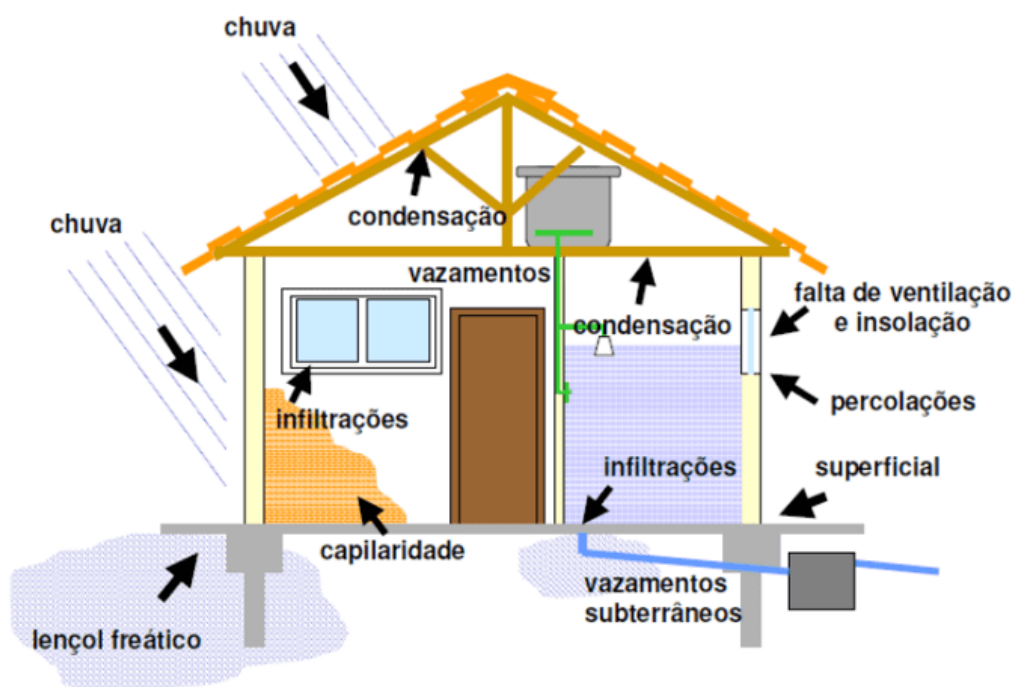 chuva
condensação
chuva
vazamentos
condensação
falta de ventilação
e insolação
infiltrações
percolações
infiltrações
superficial
capilaridade
vazamentos
subterrâneos
lençol freático